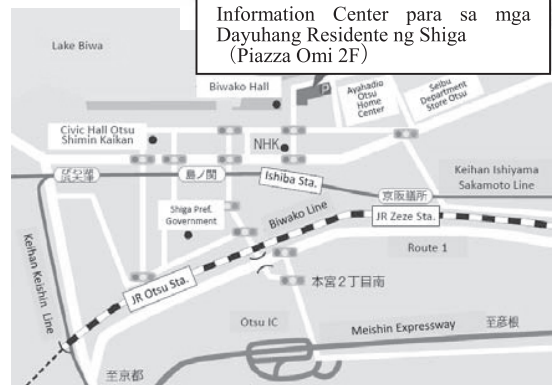 Information Center para sa mga
Dayuhang Residente ng Shiga
（Piazza Omi 2F）
Lake Biwa
Biwako Hall
P
Ayahadio
Otsu
Home
Center
Seibu
Department
Store Otsu
Civic Hall Otsu
Shimin Kaikan
NHK
島ノ関
Ishiba Sta.
京阪膳所
Keihan Ishiyama
Sakamoto Line
Shiga Pref.
Government
Biwako Line
JR Zeze Sta.
Route 1
Keihan Keishin Line
JR Otsu Sta.
本宮２丁目南
Otsu IC
Meishin Expressway
至彦根
至京都